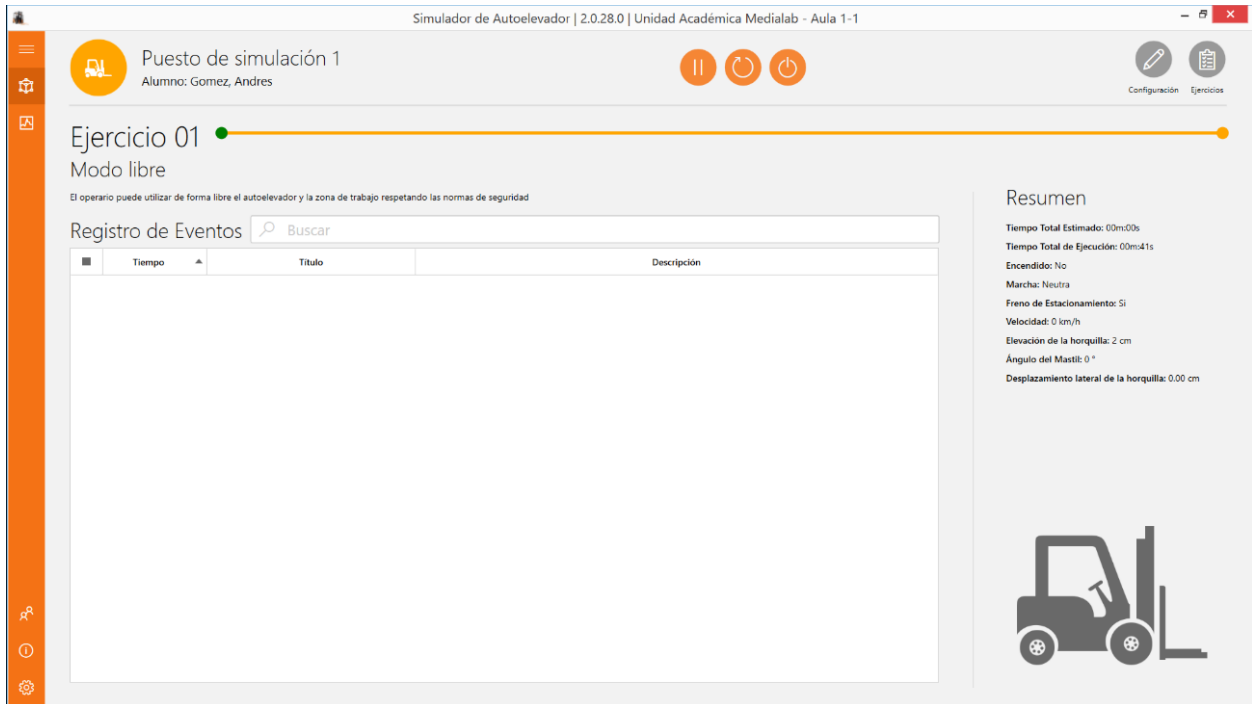 Simulador de Autoelevador | 2.0.28.0 | Unidad Académica Medialab - Aula 1-1
Puesto de simulación 1
Alumno: Gomez, Andres
Configuración
Ejercicios
Ejercicio 01
Modo libre
El operario puede utilizar de forma libre el autoelevador y la zona de trabajo respetando las normas de seguridad
Registro de Eventos
Buscar
Tiempo
Título
Descripción
Resumen
Tiempo Total Estimado: 00m:00s
Tiempo Total de Ejecución: 00m:41s
Encendido: No
Marcha: Neutra
Freno de Estacionamiento: Si
Velocidad: 0 km/h
Elevación de la horquilla: 2 cm
Ángulo del Mastil: 0 °
Desplazamiento lateral de la horquilla: 0.00 cm